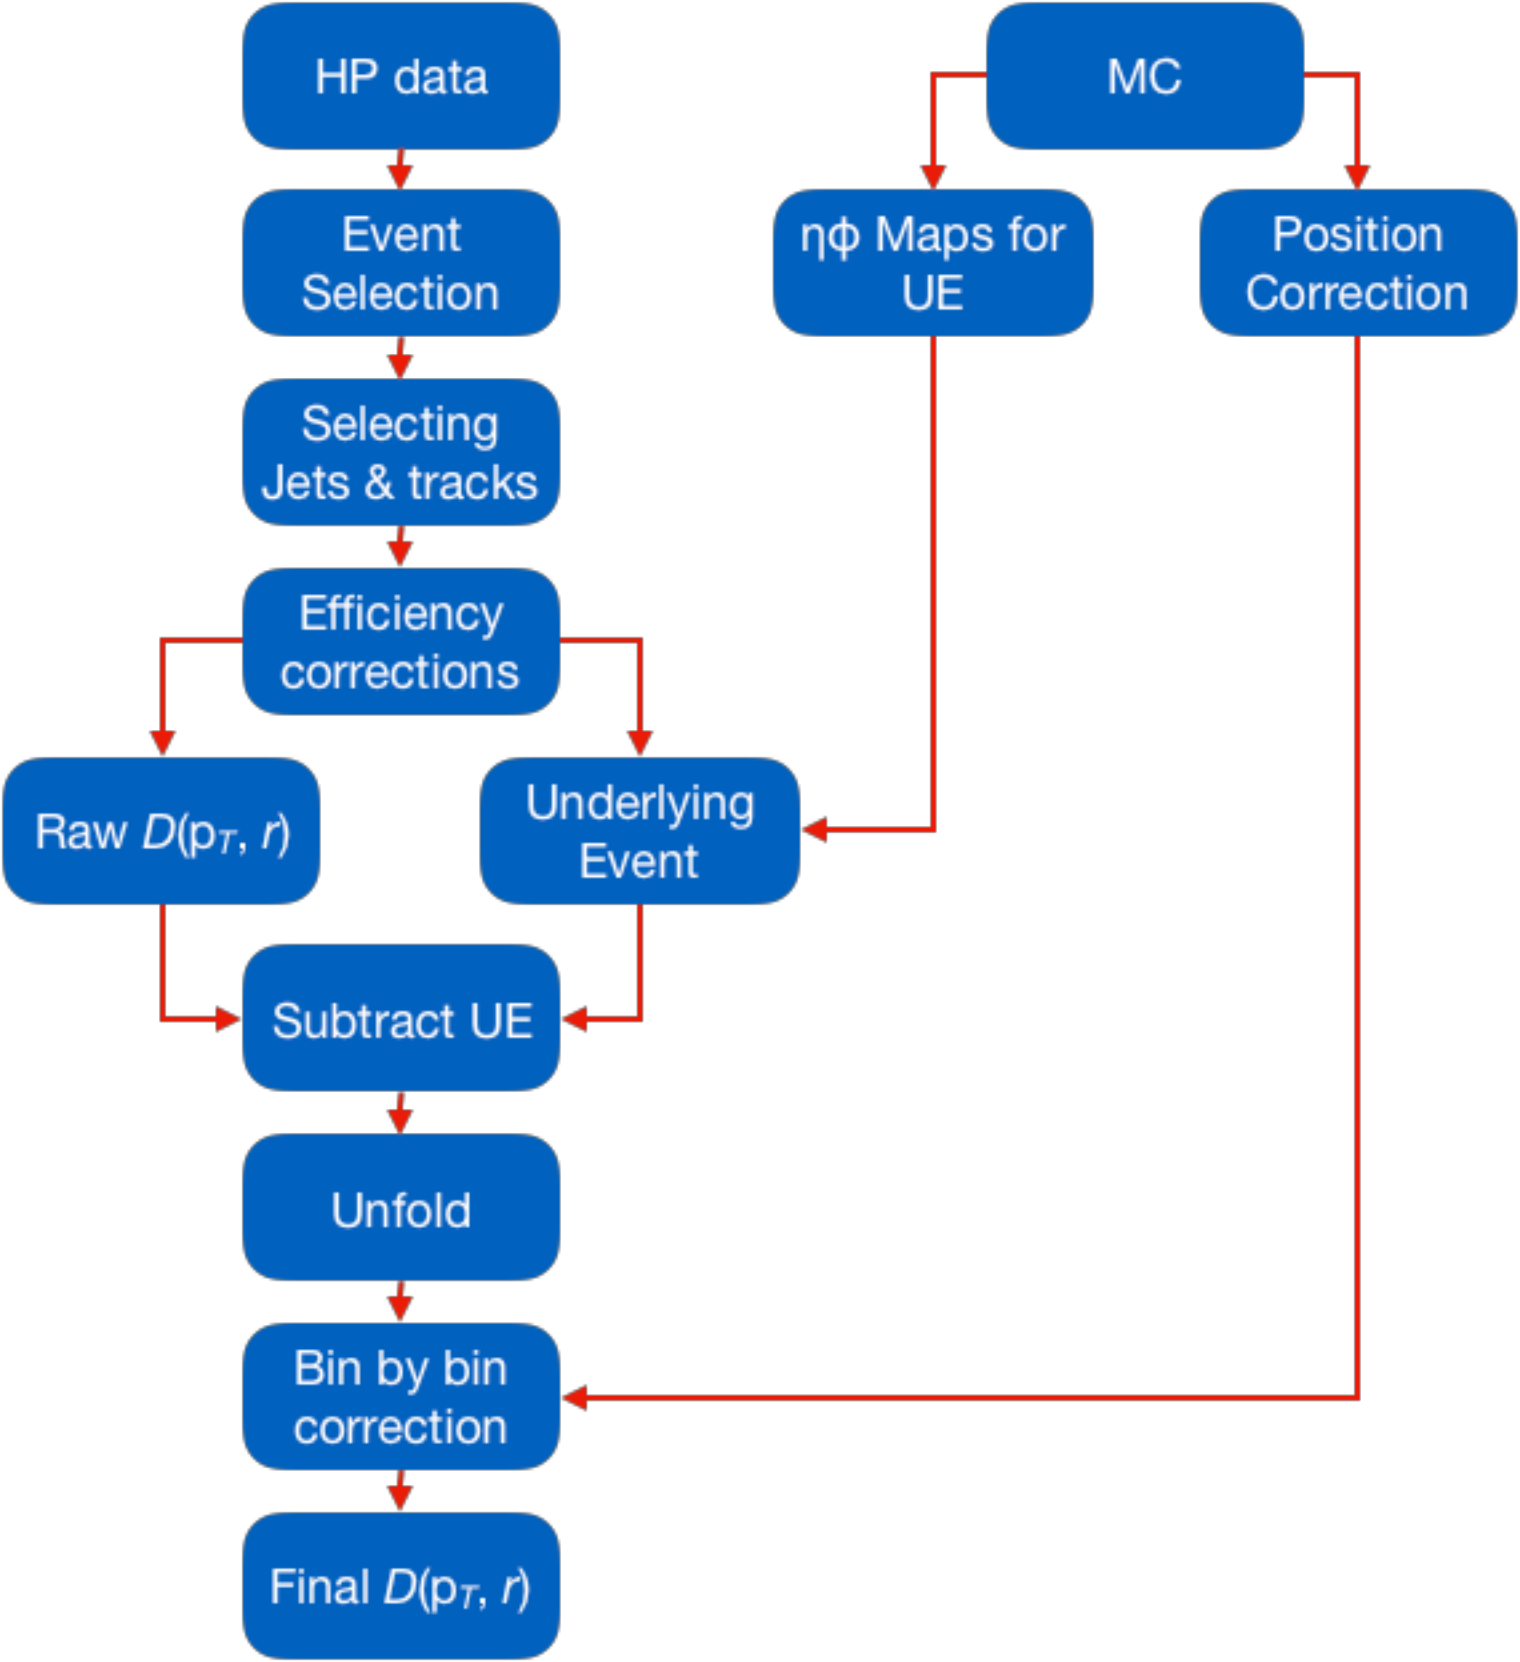 HP data
MC
Event
Selection
ηϕ Maps for
UE
Position
Correction
Selecting
Jets & tracks
Efficiency
corrections
Raw D(pT, r)
Underlying
Event
Subtract UE
Unfold
Bin by bin
correction
Final D(pT, r)